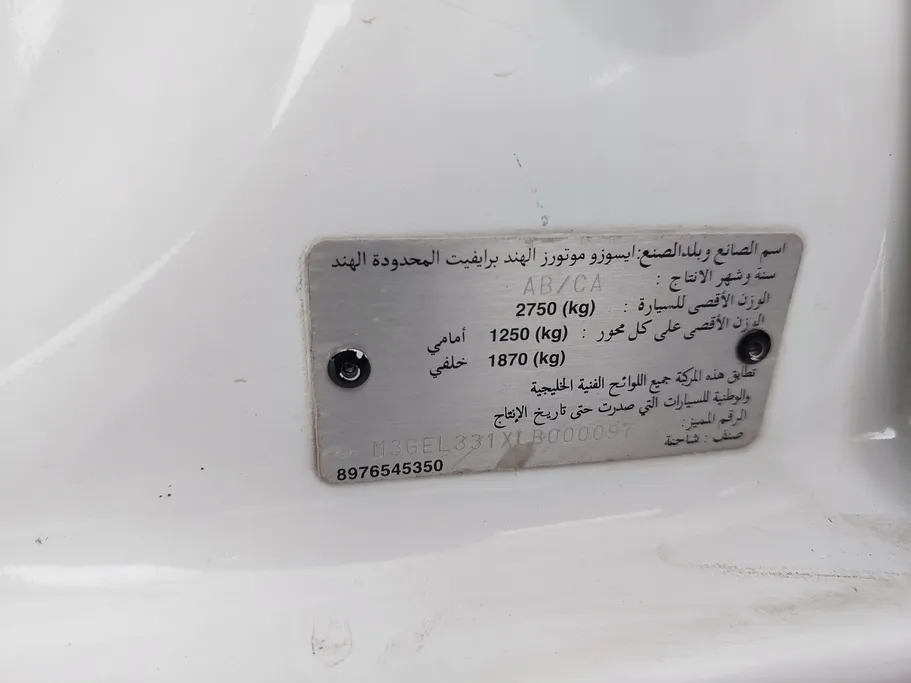 اسم الصانع وبلد الصنع: ايسوزو موتورز الهند برايفيت المحدودة الهند
سنة وشهر الانتاج : AB/CA
الوزن الأقصى للسيارة : 2750 (kg)
الوزن الأقصى على كل محور : 1250 (kg) أمامي
1870 (kg) خلفي
تطابق هذه المركبة جميع اللوائح الفنية الخليجية
والوطنية للسيارات التي صدرت حتى تاريخ الإنتاج
الرقم المميز:
M3GEL331XLB000097
صنف : شاحنة
8976545350